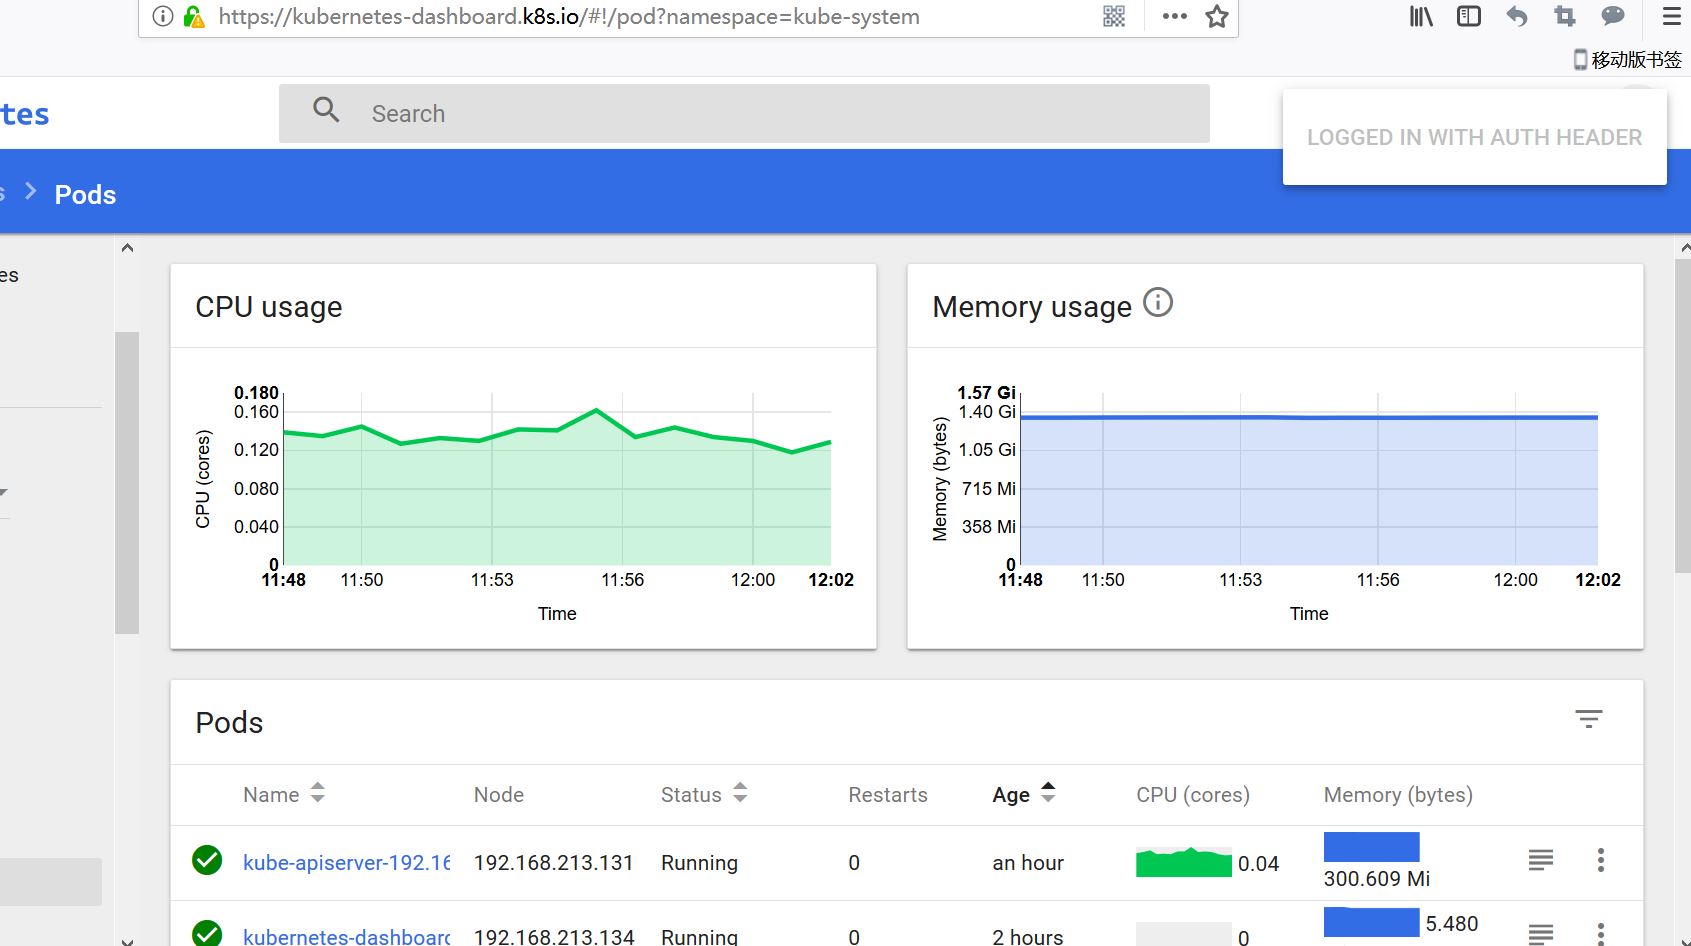 https://kubernetes-dashboard.k8s.io/#!/pod?namespace=kube-system
移动版书签
tes
Search
LOGGED IN WITH AUTH HEADER
s > Pods
es
CPU usage
0.180
0.160
0.120
0.080
0.040
0
CPU (cores)
11:48 11:50 11:53 11:56 12:00 12:02
Time
Memory usage
1.57 Gi
1.40 Gi
1.05 Gi
715 Mi
358 Mi
0
Memory (bytes)
11:48 11:50 11:53 11:56 12:00 12:02
Time
Pods
Name Node Status Restarts Age CPU (cores) Memory (bytes)
kube-apiserver-192.16 192.168.213.131 Running 0 an hour 0.04 300.609 Mi
kubernetes-dashboard 192.168.213.134 Running 0 2 hours 0 5.480